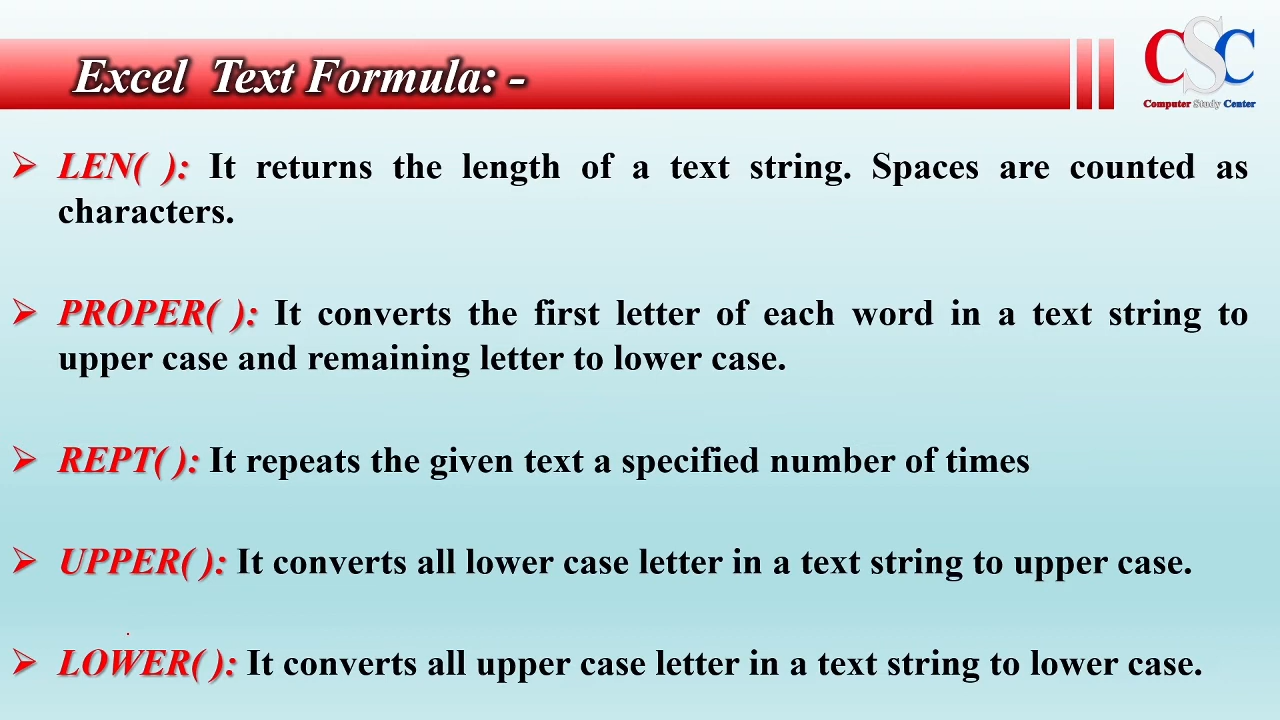 Excel Text Formula: -
CSC
Computer Study Center
➢ LEN( ): It returns the length of a text string. Spaces are counted as
characters.
➢ PROPER( ): It converts the first letter of each word in a text string to
upper case and remaining letter to lower case.
➢ REPT( ): It repeats the given text a specified number of times
➢ UPPER( ): It converts all lower case letter in a text string to upper case.
➢ LOWER( ): It converts all upper case letter in a text string to lower case.